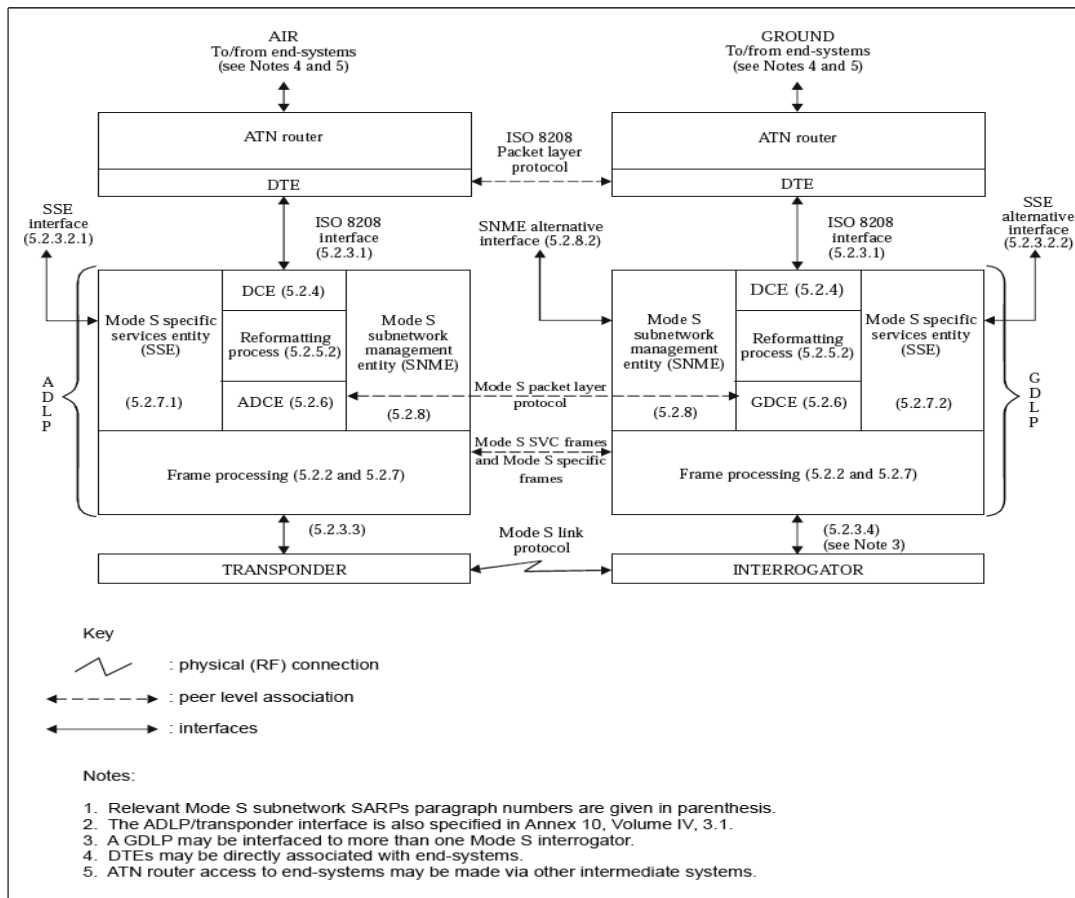 AIR
To/from end-systems
(see Notes 4 and 5)
GROUND
To/from end-systems
(see Notes 4 and 5)
ATN router
DTE
ISO 8208
Packet layer
protocol
ATN router
DTE
SSE
interface
(5.2.3.2.1)
ISO 8208
interface
(5.2.3.1)
SNME alternative
interface (5.2.8.2)
ISO 8208
interface
(5.2.3.1)
SSE
alternative
interface
(5.2.3.2.2)
ADLP
Mode S specific
services entity
(SSE)
(5.2.7.1)
DCE (5.2.4)
Reformatting
process (5.2.5.2)
ADCE (5.2.6)
Mode S
subnetwork
management
entity (SNME)
(5.2.8)
Mode S packet layer
protocol
Mode S
subnetwork
management
entity (SNME)
(5.2.8)
DCE (5.2.4)
Reformatting
process (5.2.5.2)
GDCE (5.2.6)
Mode S specific
services entity
(SSE)
(5.2.7.2)
GDLP
Frame processing (5.2.2 and 5.2.7)
Mode S SVC frames
and Mode S specific
frames
Frame processing (5.2.2 and 5.2.7)
(5.2.3.3)
Mode S link
protocol
(5.2.3.4)
(see Note 3)
TRANSPONDER
INTERROGATOR
Key
: physical (RF) connection
: peer level association
: interfaces
Notes:
1. Relevant Mode S subnetwork SARPs paragraph numbers are given in parenthesis.
2. The ADLP/transponder interface is also specified in Annex 10, Volume IV, 3.1.
3. A GDLP may be interfaced to more than one Mode S interrogator.
4. DTEs may be directly associated with end-systems.
5. ATN router access to end-systems may be made via other intermediate systems.